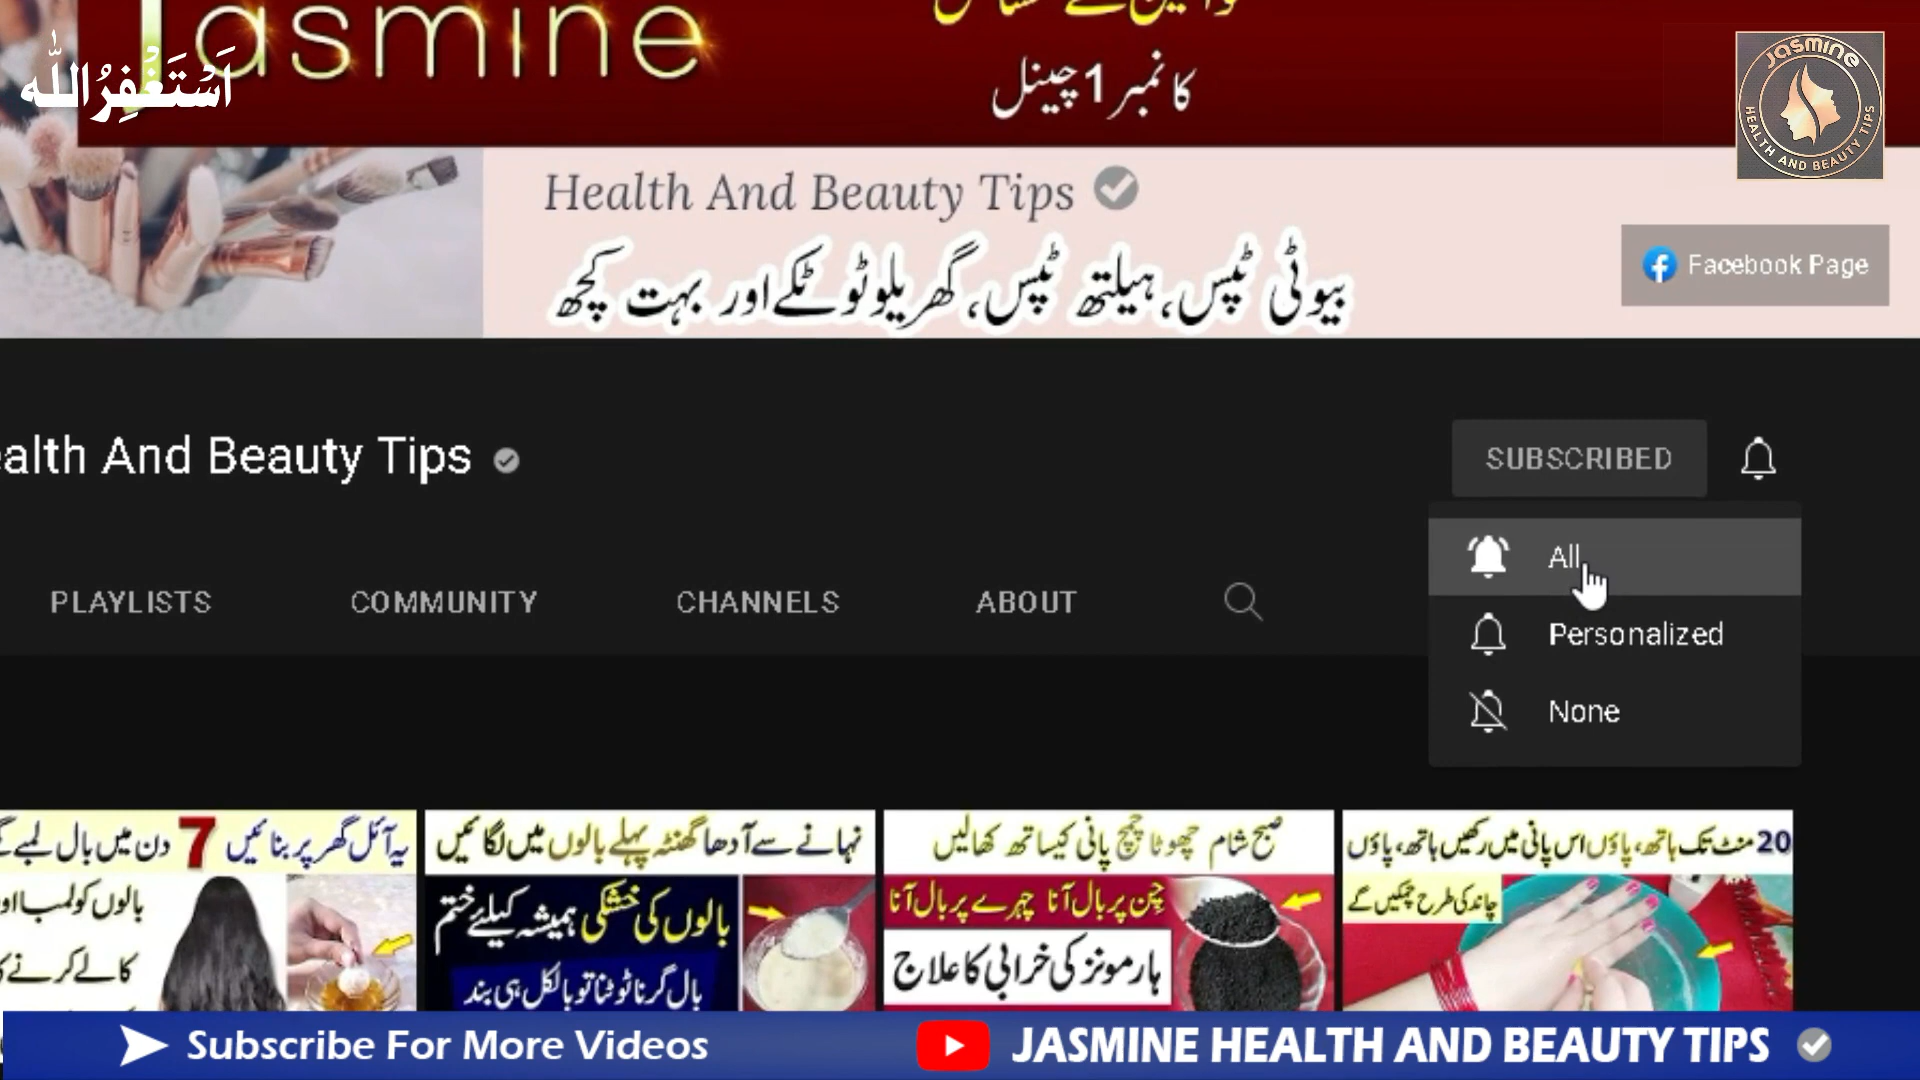 Jasmine
کا نمبر 1 چینل
اَسْتَغْفِرُاللّٰه
JASMINE
HEALTH AND BEAUTY TIPS
Health And Beauty Tips
بیوٹی ٹپس، ہیلتھ ٹپس، گھریلو ٹوٹکے اور بہت کچھ
Facebook Page
ealth And Beauty Tips
SUBSCRIBED
All
Personalized
None
PLAYLISTS
COMMUNITY
CHANNELS
ABOUT
یہ آئل گھر پر بنائیں 7 دن میں بال لمبے
بالوں کو لمبا اور
کالے کرنے
نہانے سے آدھا گھنٹہ پہلے بالوں میں لگائیں
بالوں کی خشکی ہمیشہ کیلئے ختم
بال گرنا ٹوٹنا تو بالکل ہی بند
صبح شام چھوٹا چمچ پانی کیساتھ کھالیں
چِن پر بال آنا چہرے پر بال آنا
ہارمونز کی خرابی کا علاج
20 منٹ تک ہاتھ، پاؤں اس پانی میں رکھیں ہاتھ، پاؤں
چاند کی طرح چمکیں گے
Subscribe For More Videos
JASMINE HEALTH AND BEAUTY TIPS